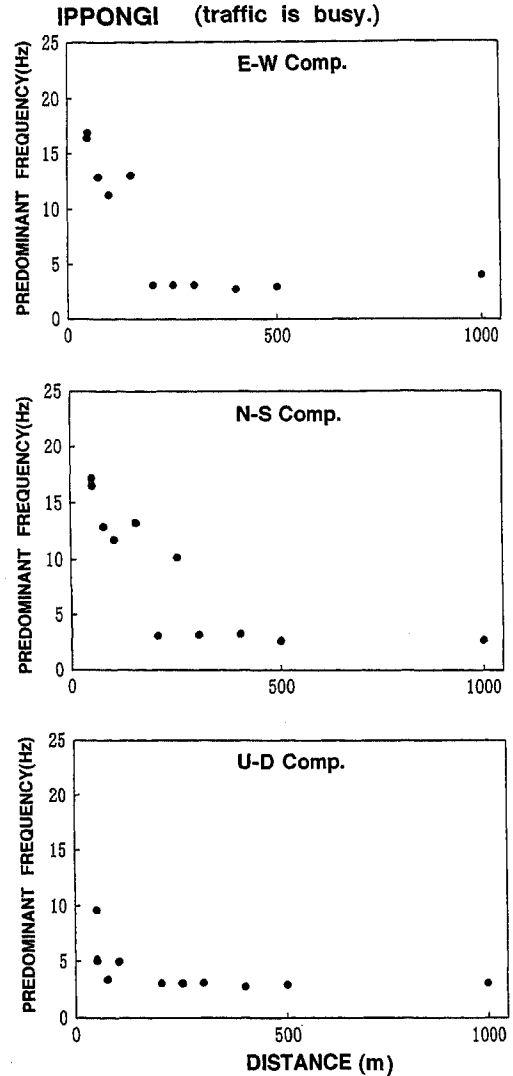 IPPONGI (traffic is busy.)
E-W Comp.
PREDOMINANT FREQUENCY(Hz)
25
20
15
10
5
0
0 500 1000
N-S Comp.
PREDOMINANT FREQUENCY(Hz)
25
20
15
10
5
0
0 500 1000
U-D Comp.
PREDOMINANT FREQUENCY(Hz)
25
20
15
10
5
0
0 500 1000
DISTANCE (m)